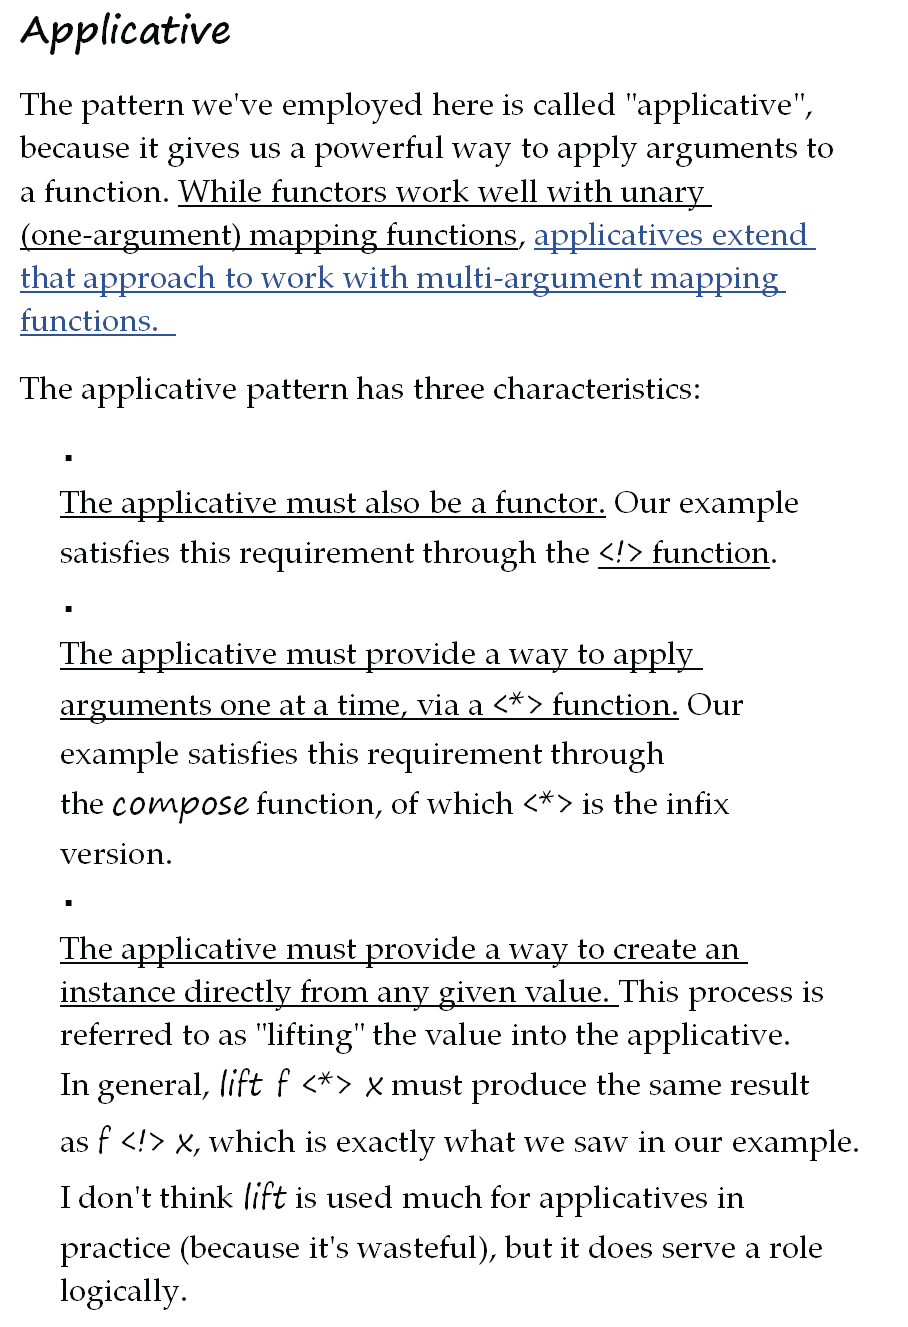 Applicative
The pattern we've employed here is called "applicative",
because it gives us a powerful way to apply arguments to
a function. While functors work well with unary
(one-argument) mapping functions, applicatives extend
that approach to work with multi-argument mapping
functions.
The applicative pattern has three characteristics:
▪
The applicative must also be a functor. Our example
satisfies this requirement through the <!> function.
▪
The applicative must provide a way to apply
arguments one at a time, via a <*> function. Our
example satisfies this requirement through
the compose function, of which <*> is the infix
version.
▪
The applicative must provide a way to create an
instance directly from any given value. This process is
referred to as "lifting" the value into the applicative.
In general, lift f <*> x must produce the same result
as f <!> x, which is exactly what we saw in our example.
I don't think lift is used much for applicatives in
practice (because it's wasteful), but it does serve a role
logically.